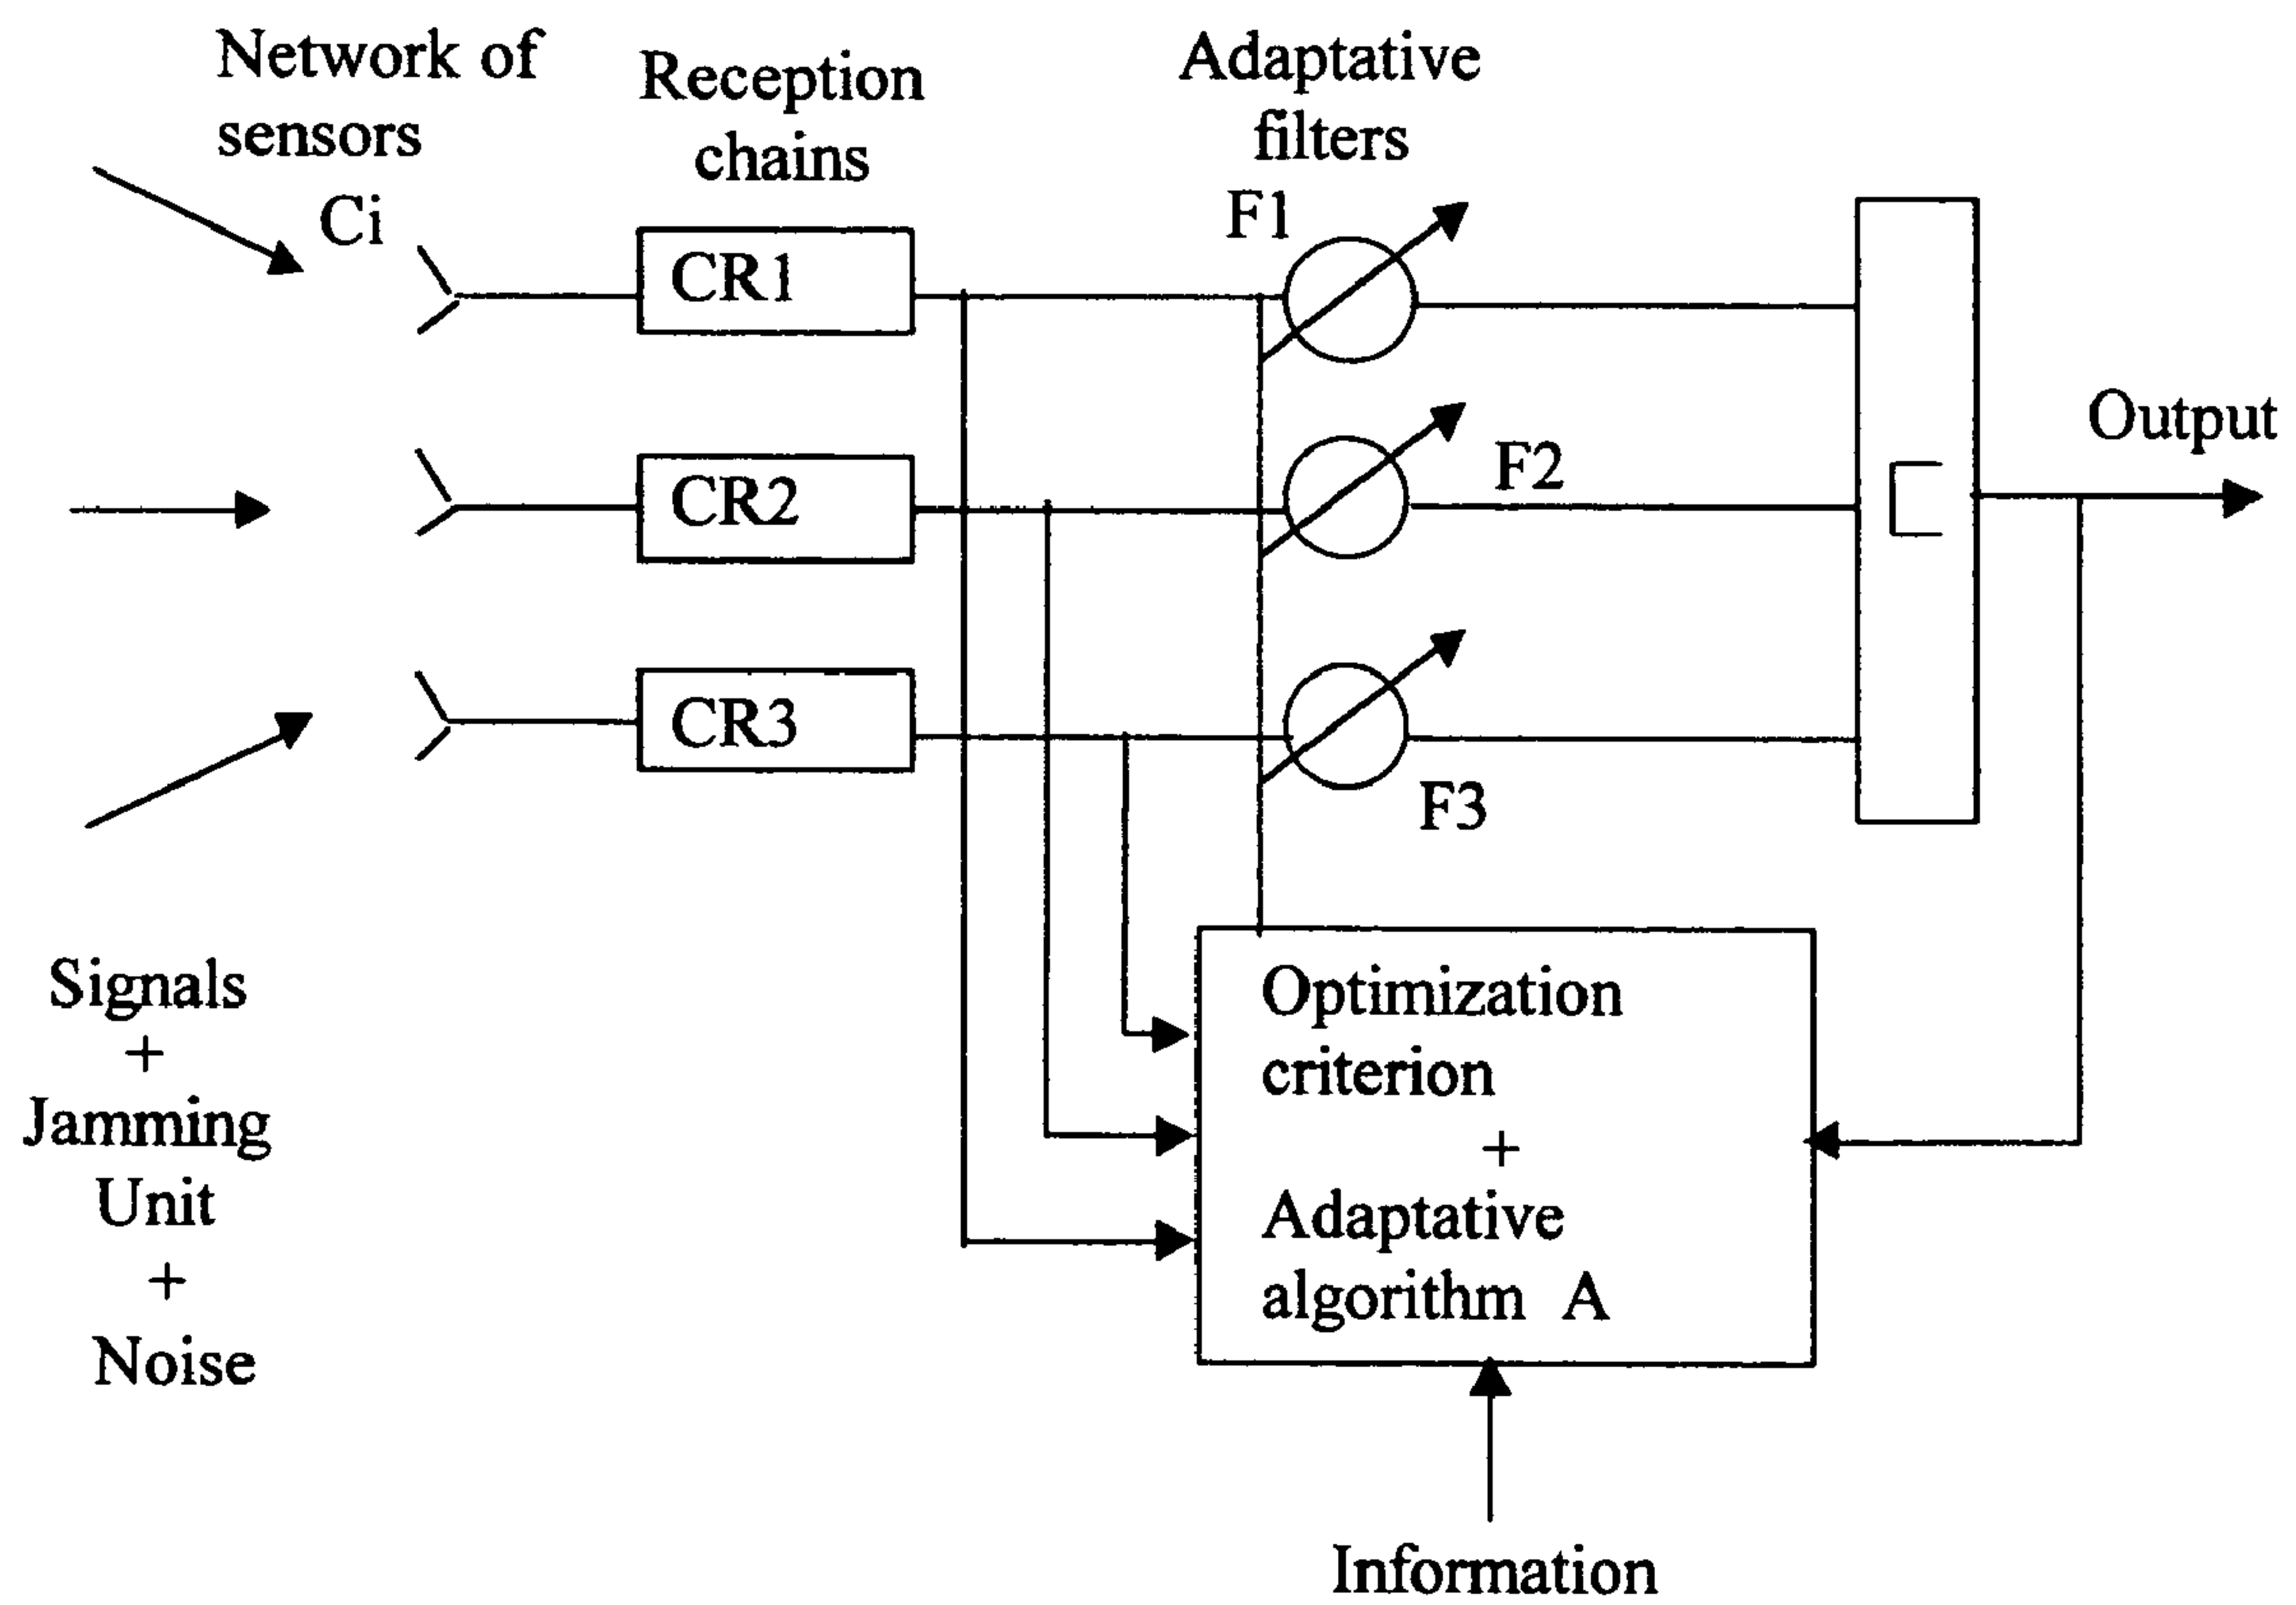 Network of
sensors
Ci
Reception
chains
Adaptative
filters
F1
CR1
CR2
F2
Output
CR3
F3
Signals
+
Jamming
Unit
+
Noise
Optimization
criterion
+
Adaptative
algorithm A
Information